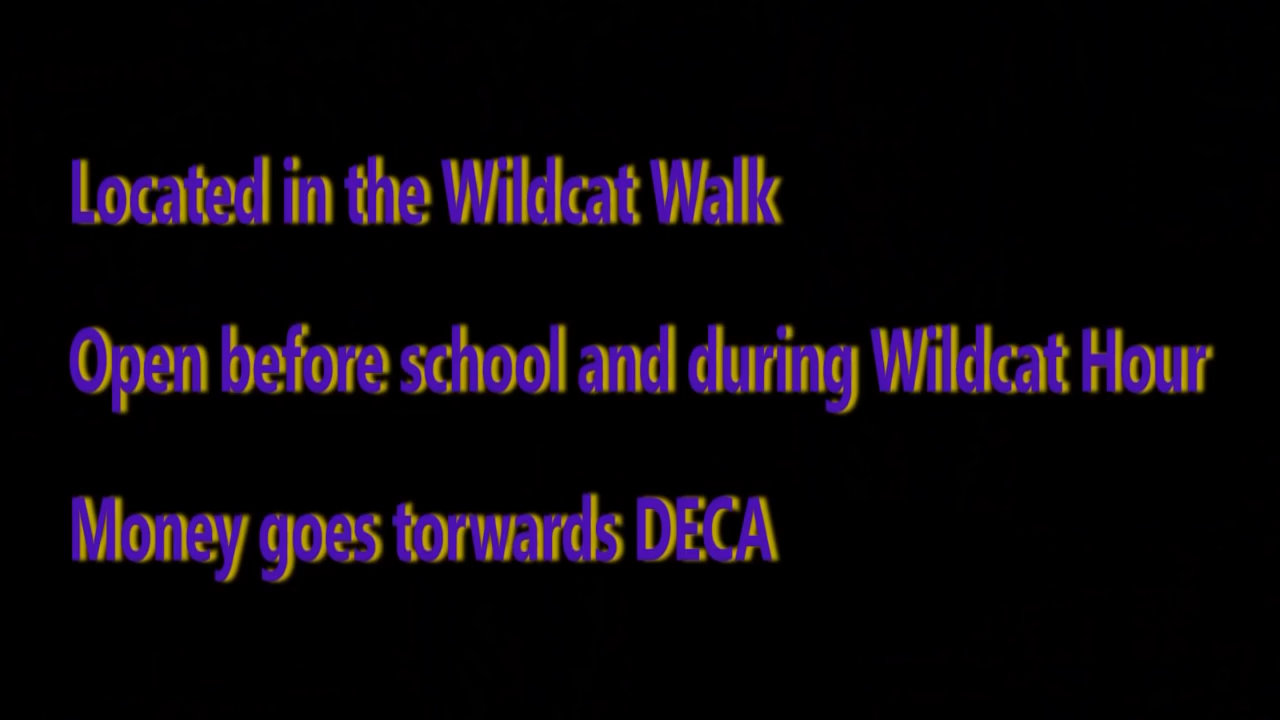 Located in the Wildcat Walk
Open before school and during Wildcat Hour
Money goes torwards DECA